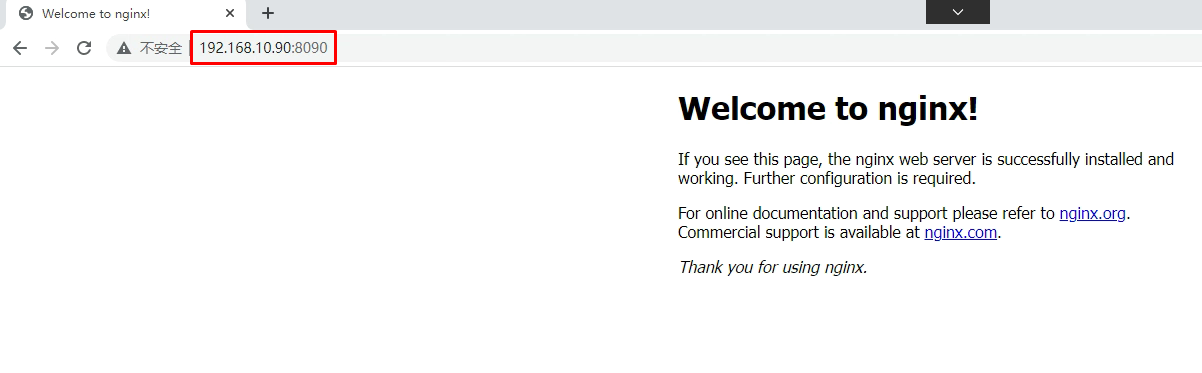 Welcome to nginx!
不安全
192.168.10.90:8090
Welcome to nginx!
If you see this page, the nginx web server is successfully installed and
working. Further configuration is required.
For online documentation and support please refer to nginx.org.
Commercial support is available at nginx.com.
Thank you for using nginx.